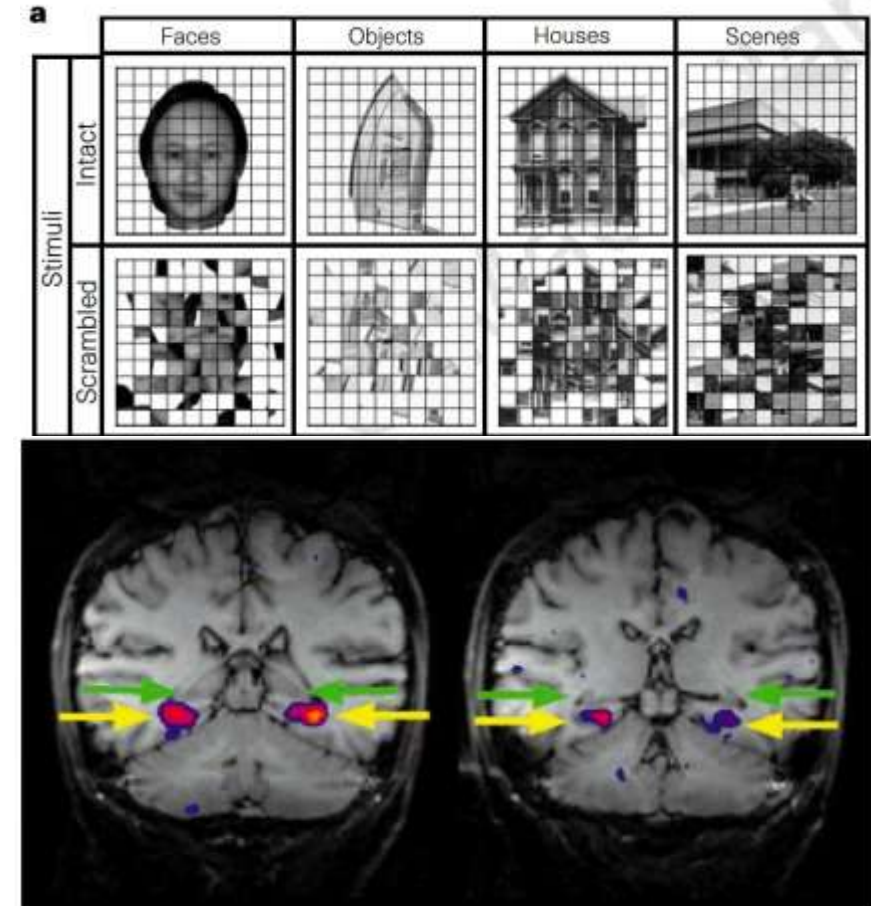 a
Faces Objects Houses Scenes
Stimuli
Intact
Scrambled